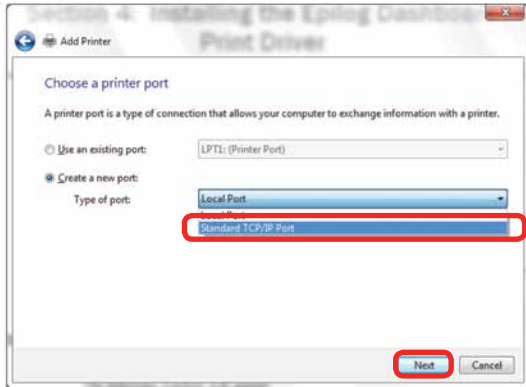 Section 4: Installing the Epilog Dashboa
Print Driver
Add Printer
Choose a printer port
A printer port is a type of connection that allows your computer to exchange information with a printer.
Use an existing port:
LPT1: (Printer Port)
Create a new port:
Type of port:
Local Port
Local Port
Standard TCP/IP Port
Next
Cancel